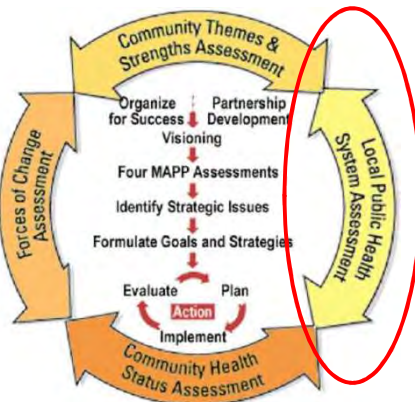 Community Themes &
Strengths Assessment
Organize Partnership
for Success Development
Visioning
Four MAPP Assessments
Identify Strategic Issues
Formulate Goals and Strategies
Evaluate Plan
Action
Implement
Forces of Change
Assessment
Local Public Health
System Assessment
Community Health
Status Assessment